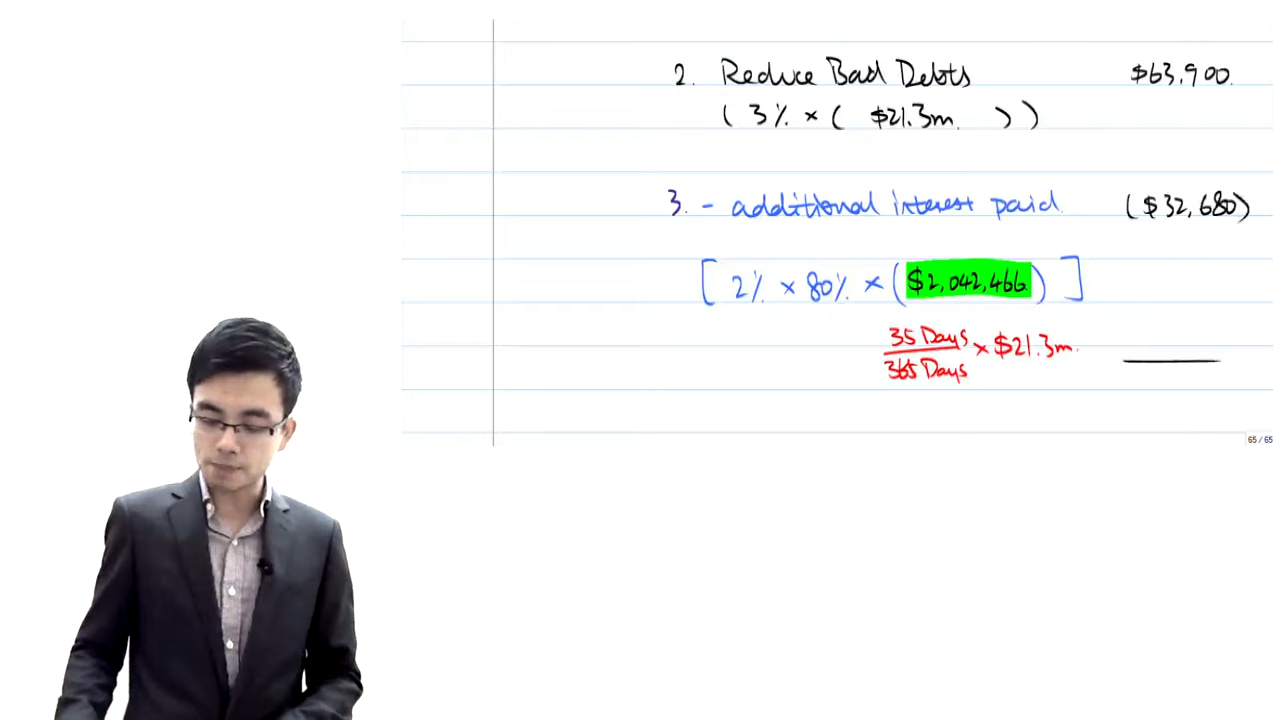 2. Reduce Bad Debts $63,900.
( 3% × ( $21.3m. ) )
3. - additional interest paid. ($32,680)
[ 2% × 80% × ( $2,042,466. ) ]
35 Days
365 Days × $21.3m.
65 / 65